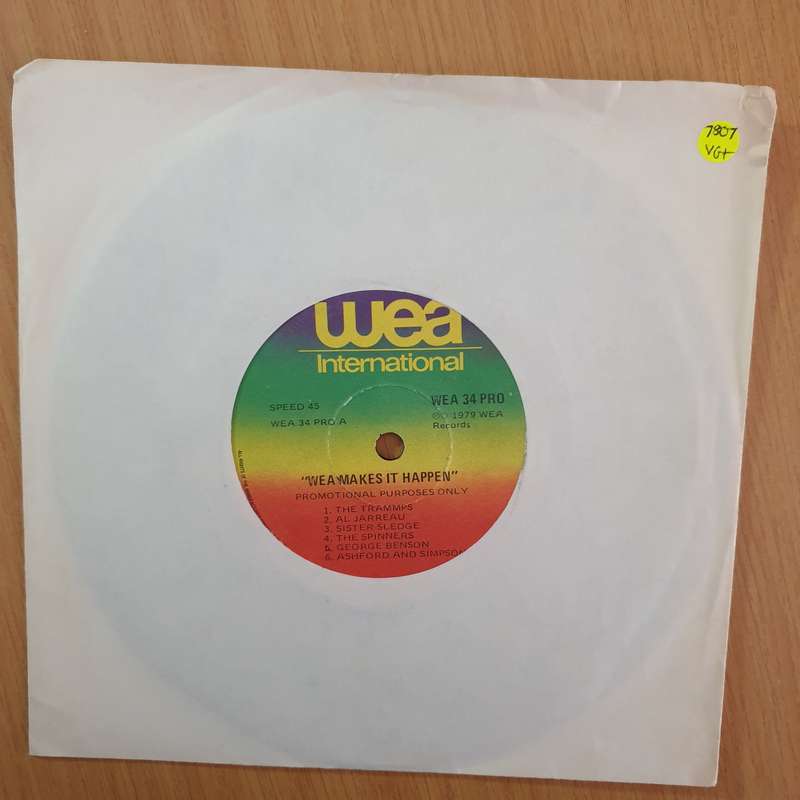 7807
VG+
wea
International
SPEED 45
WEA 34 PRO A
WEA 34 PRO
℗© 1979 WEA
Records
"WEA MAKES IT HAPPEN"
PROMOTIONAL PURPOSES ONLY
1. THE TRAMMPS
2. AL JARREAU
3. SISTER SLEDGE
4. THE SPINNERS
5. GEORGE BENSON
6. ASHFORD AND SIMPSON